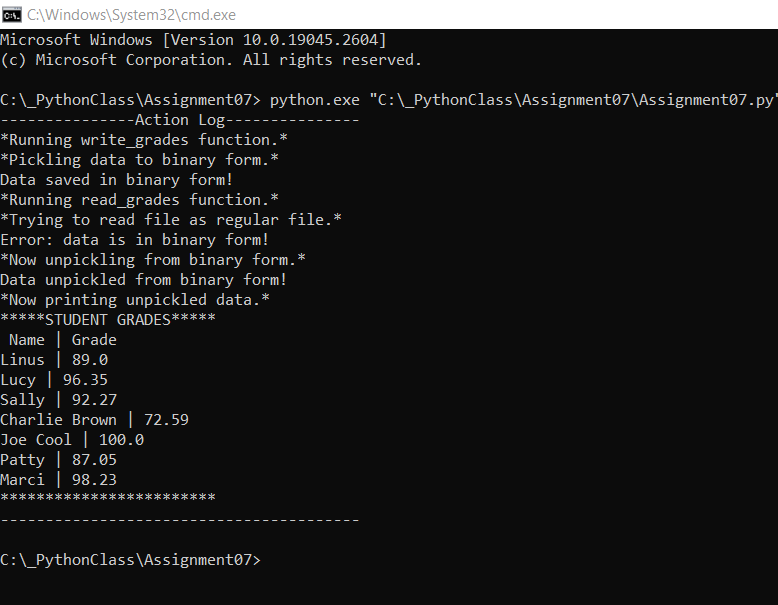 C:\Windows\System32\cmd.exe
Microsoft Windows [Version 10.0.19045.2604]
(c) Microsoft Corporation. All rights reserved.
C:\_PythonClass\Assignment07> python.exe "C:\_PythonClass\Assignment07\Assignment07.py"
---------------Action Log---------------
*Running write_grades function.*
*Pickling data to binary form.*
Data saved in binary form!
*Running read_grades function.*
*Trying to read file as regular file.*
Error: data is in binary form!
*Now unpickling from binary form.*
Data unpickled from binary form!
*Now printing unpickled data.*
*****STUDENT GRADES*****
Name | Grade
Linus | 89.0
Lucy | 96.35
Sally | 92.27
Charlie Brown | 72.59
Joe Cool | 100.0
Patty | 87.05
Marci | 98.23
************************
----------------------------------------
C:\_PythonClass\Assignment07>